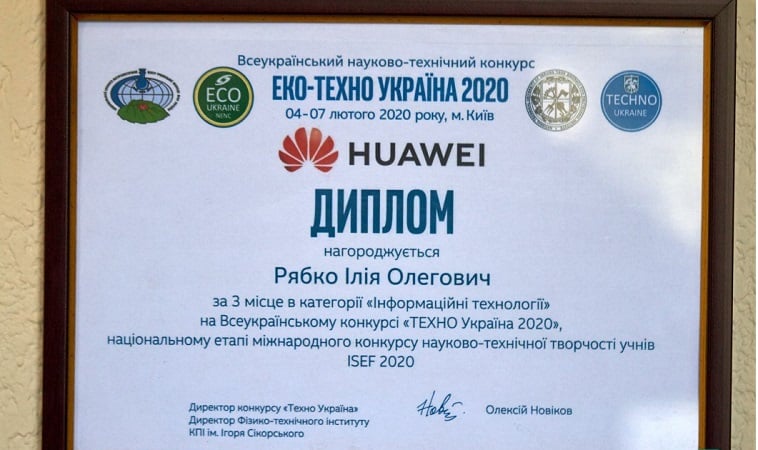 Всеукраїнський науково-технічний конкурс
ЕКО-ТЕХНО УКРАЇНА 2020
04-07 лютого 2020 року, м. Київ
ECO
UKRAINE
NENC
TECHNO
UKRAINE
HUAWEI
ДИПЛОМ
нагороджується
Рябко Ілія Олегович
за 3 місце в категорії «Інформаційні технології»
на Всеукраїнському конкурсі «ТЕХНО Україна 2020»,
національному етапі міжнародного конкурсу науково-технічної творчості учнів
ISEF 2020
Директор конкурсу «Техно Україна»
Директор Фізико-технічного інституту
КПІ ім. Ігоря Сікорського
Олексій Новіков